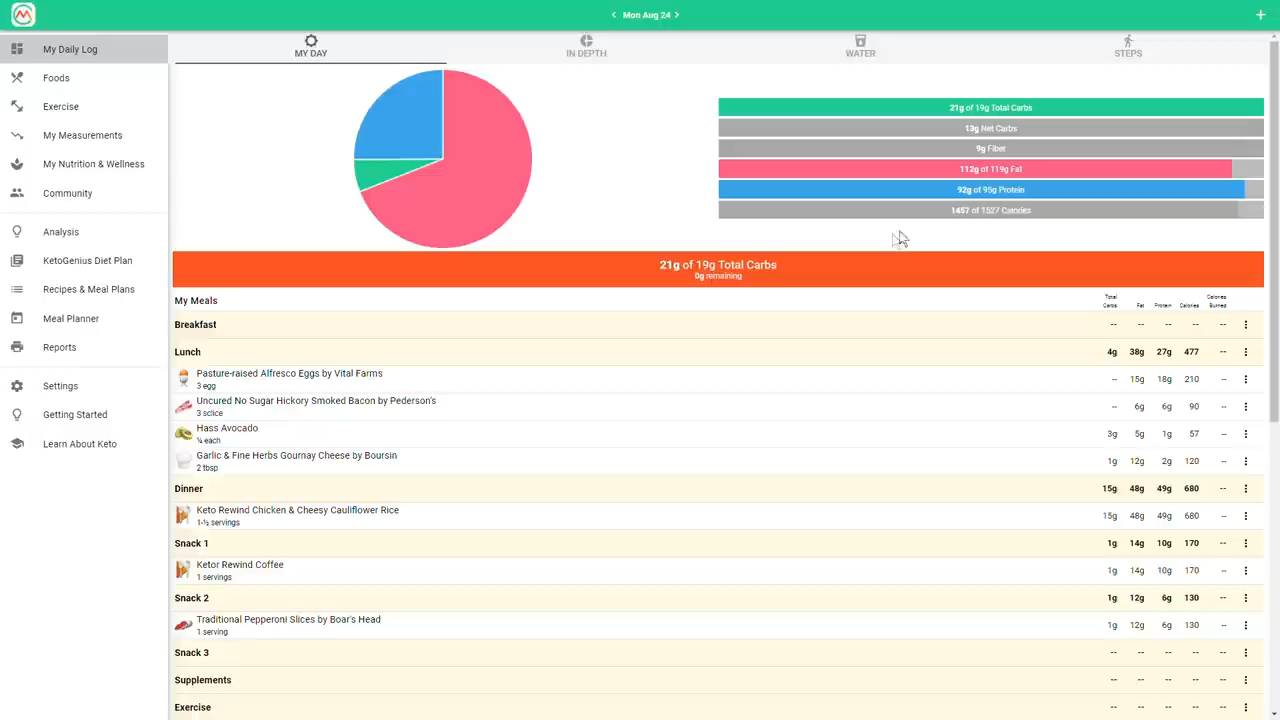 Mon Aug 24
My Daily Log
Foods
Exercise
My Measurements
My Nutrition & Wellness
Community
Analysis
KetoGenius Diet Plan
Recipes & Meal Plans
Meal Planner
Reports
Settings
Getting Started
Learn About Keto
MY DAY
IN DEPTH
WATER
STEPS
21g of 19g Total Carbs
13g Net Carbs
9g Fiber
112g of 119g Fat
92g of 95g Protein
1457 of 1527 Calories
21g of 19g Total Carbs
0g remaining
My Meals Total Carbs Fat Protein Calories Calories Burned
Breakfast -- -- -- -- --
Lunch 4g 38g 27g 477 --
Pasture-raised Alfresco Eggs by Vital Farms
3 egg -- 15g 18g 210 --
Uncured No Sugar Hickory Smoked Bacon by Pederson's
3 sclice -- 6g 6g 90 --
Hass Avocado
¼ each 3g 5g 1g 57 --
Garlic & Fine Herbs Gournay Cheese by Boursin
2 tbsp 1g 12g 2g 120 --
Dinner 15g 48g 49g 680 --
Keto Rewind Chicken & Cheesy Cauliflower Rice
1-½ servings 15g 48g 49g 680 --
Snack 1 1g 14g 10g 170 --
Ketor Rewind Coffee
1 servings 1g 14g 10g 170 --
Snack 2 1g 12g 6g 130 --
Traditional Pepperoni Slices by Boar's Head
1 serving 1g 12g 6g 130 --
Snack 3 -- -- -- -- --
Supplements -- -- -- -- --
Exercise -- -- -- -- --